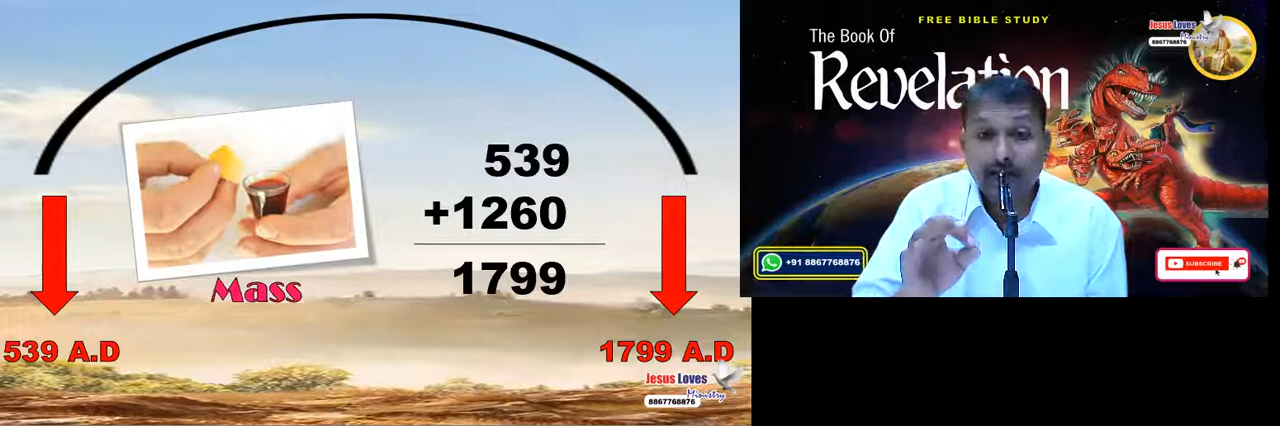 539
+1260
1799
Mass
539 A.D
1799 A.D
Jesus Loves
Ministry
8867768876
FREE BIBLE STUDY
The Book Of
Revelation
Jesus Loves
Ministry
8867768876
+91 8867768876
SUBSCRIBE